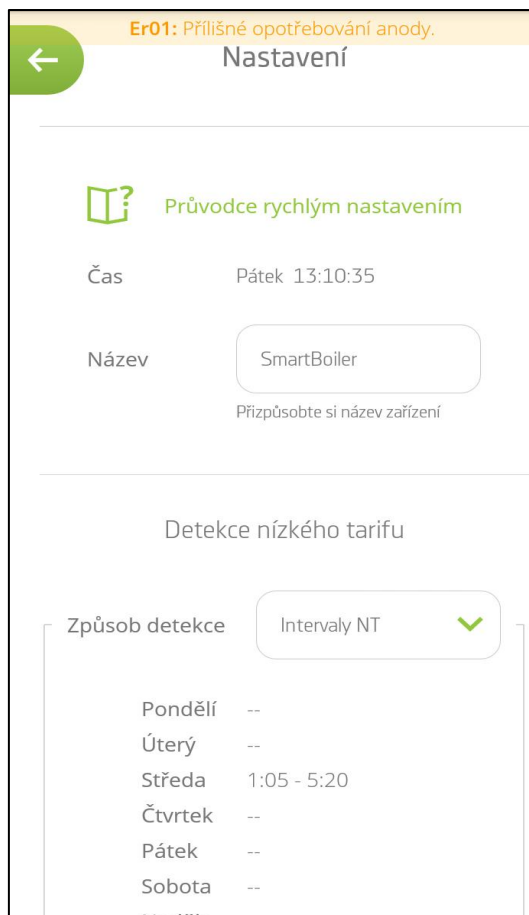 Er01: Přílišné opotřebování anody.
Nastavení
Průvodce rychlým nastavením
Čas Pátek 13:10:35
Název SmartBoiler
Přizpůsobte si název zařízení
Detekce nízkého tarifu
Způsob detekce Intervaly NT
Pondělí --
Úterý --
Středa 1:05 - 5:20
Čtvrtek --
Pátek --
Sobota --